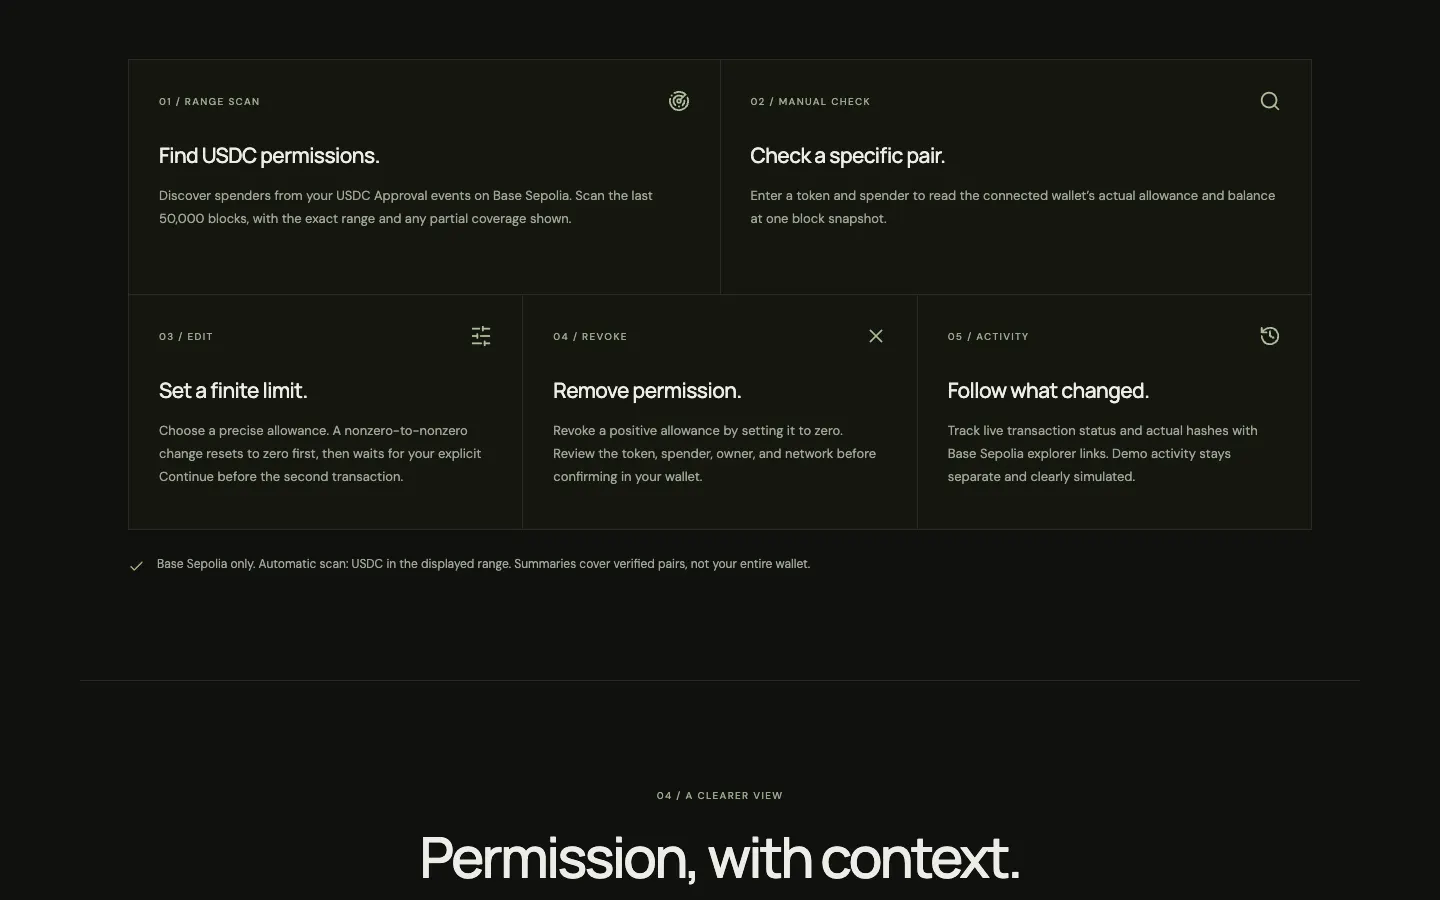 01 / RANGE SCAN
Find USDC permissions.
Discover spenders from your USDC Approval events on Base Sepolia. Scan the last
50,000 blocks, with the exact range and any partial coverage shown.
02 / MANUAL CHECK
Check a specific pair.
Enter a token and spender to read the connected wallet’s actual allowance and balance
at one block snapshot.
03 / EDIT
Set a finite limit.
Choose a precise allowance. A nonzero-to-nonzero
change resets to zero first, then waits for your explicit
Continue before the second transaction.
04 / REVOKE
Remove permission.
Revoke a positive allowance by setting it to zero.
Review the token, spender, owner, and network before
confirming in your wallet.
05 / ACTIVITY
Follow what changed.
Track live transaction status and actual hashes with
Base Sepolia explorer links. Demo activity stays
separate and clearly simulated.
Base Sepolia only. Automatic scan: USDC in the displayed range. Summaries cover verified pairs, not your entire wallet.
04 / A CLEARER VIEW
Permission, with context.